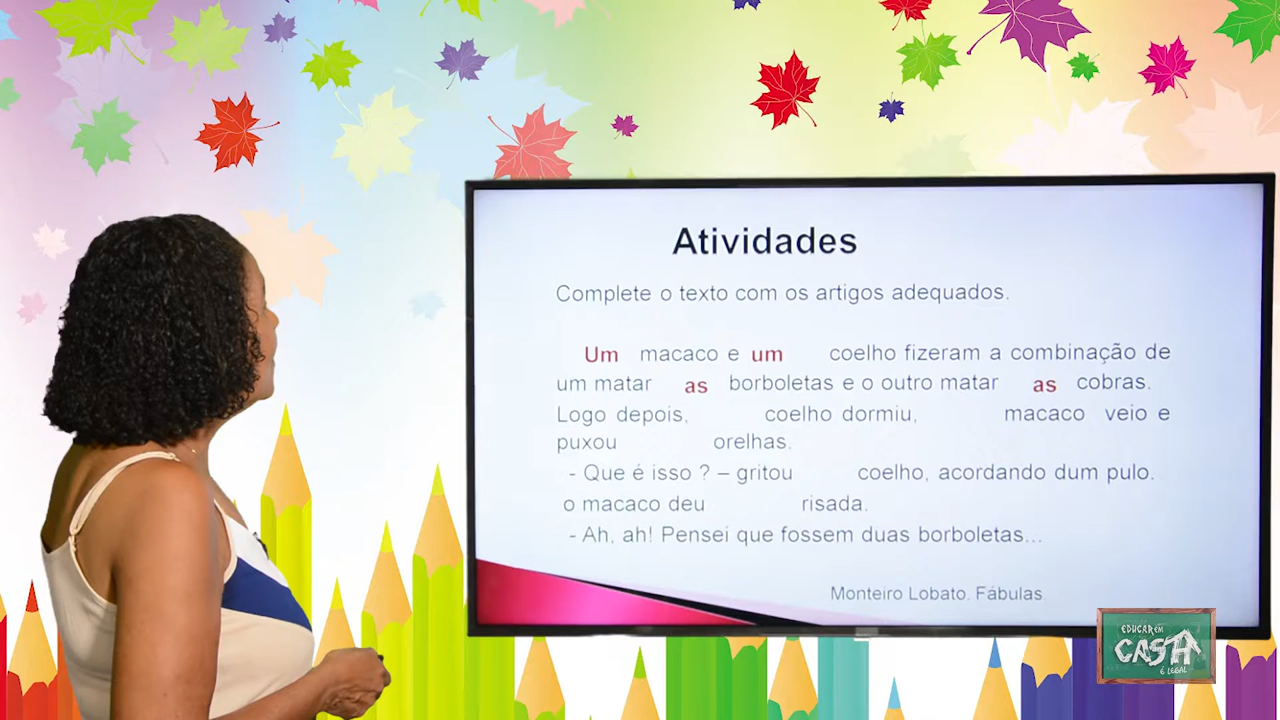 Atividades
Complete o texto com os artigos adequados.
Um macaco e um coelho fizeram a combinação de
um matar as borboletas e o outro matar as cobras.
Logo depois, coelho dormiu, macaco veio e
puxou orelhas.
- Que é isso ? – gritou coelho, acordando dum pulo.
o macaco deu risada.
- Ah, ah! Pensei que fossem duas borboletas...
Monteiro Lobato. Fábulas.
EDUCAR EM
CASA
É LEGAL